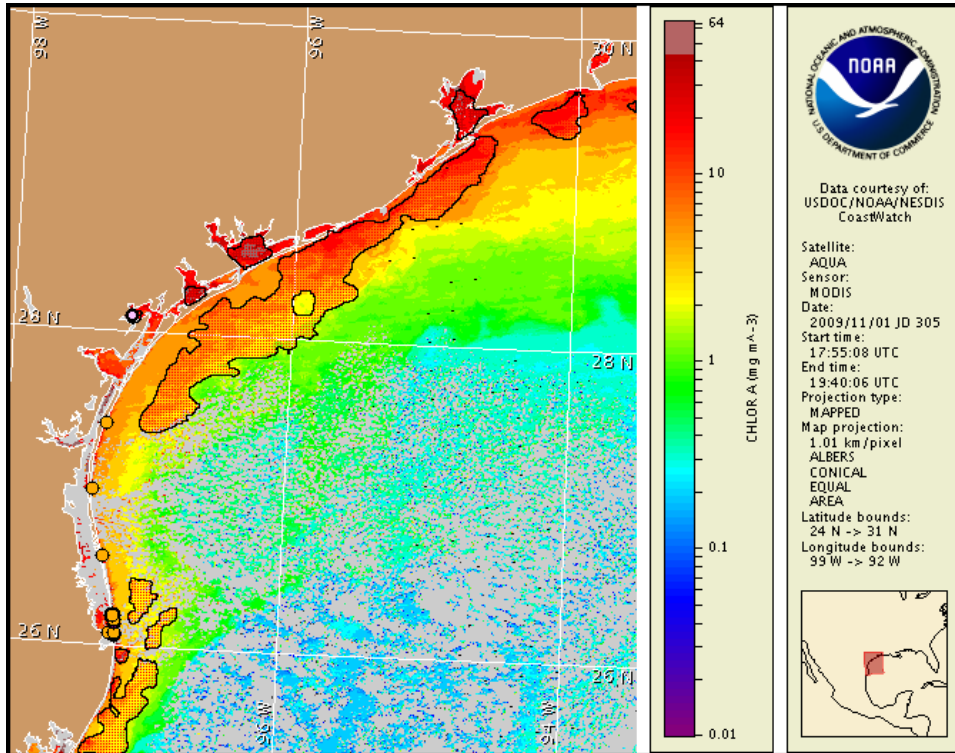 98 W
96 W
30 N
28 N
28 N
26 N
26 N
96 W
94 W
64
10
1
0.1
0.01
CHLOR A (mg m^-3)
NATIONAL OCEANIC AND ATMOSPHERIC ADMINISTRATION
NOAA
U.S. DEPARTMENT OF COMMERCE
Data courtesy of:
USDOC/NOAA/NESDIS
CoastWatch
Satellite:
AQUA
Sensor:
MODIS
Date:
2009/11/01 JD 305
Start time:
17:55:08 UTC
End time:
19:40:06 UTC
Projection type:
MAPPED
Map projection:
1.01 km/pixel
ALBERS
CONICAL
EQUAL
AREA
Latitude bounds:
24 N -> 31 N
Longitude bounds:
99 W -> 92 W